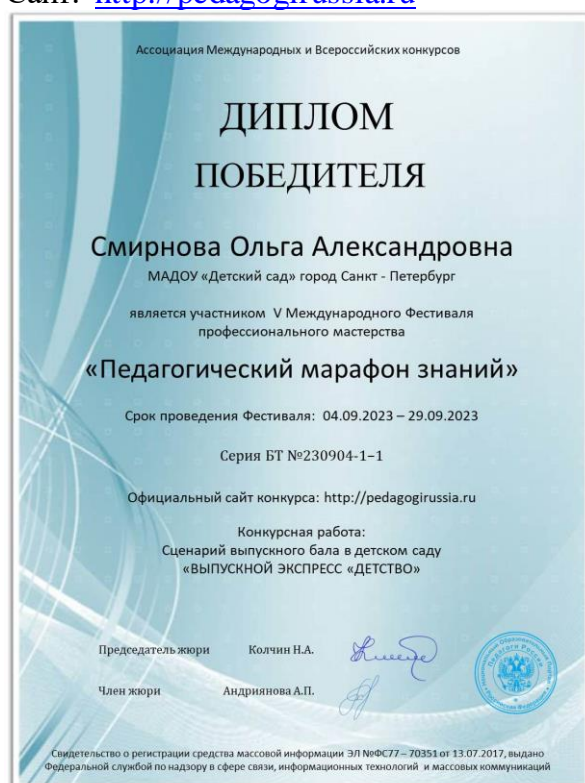 Сайт: http://pedagogirussia.ru
Ассоциация Международных и Всероссийских конкурсов
ДИПЛОМ
ПОБЕДИТЕЛЯ
Смирнова Ольга Александровна
МАДОУ «Детский сад» город Санкт - Петербург
является участником V Международного Фестиваля
профессионального мастерства
«Педагогический марафон знаний»
Срок проведения Фестиваля: 04.09.2023 – 29.09.2023
Серия БТ №230904-1–1
Официальный сайт конкурса: http://pedagogirussia.ru
Конкурсная работа:
Сценарий выпускного бала в детском саду
«ВЫПУСКНОЙ ЭКСПРЕСС «ДЕТСТВО»
Председатель жюри Колчин Н.А.
Член жюри Андриянова А.П.
Педагоги России
Свидетельство о регистрации средства массовой информации ЭЛ №ФС77 – 70351 от 13.07.2017, выдано
Федеральной службой по надзору в сфере связи, информационных технологий и массовых коммуникаций